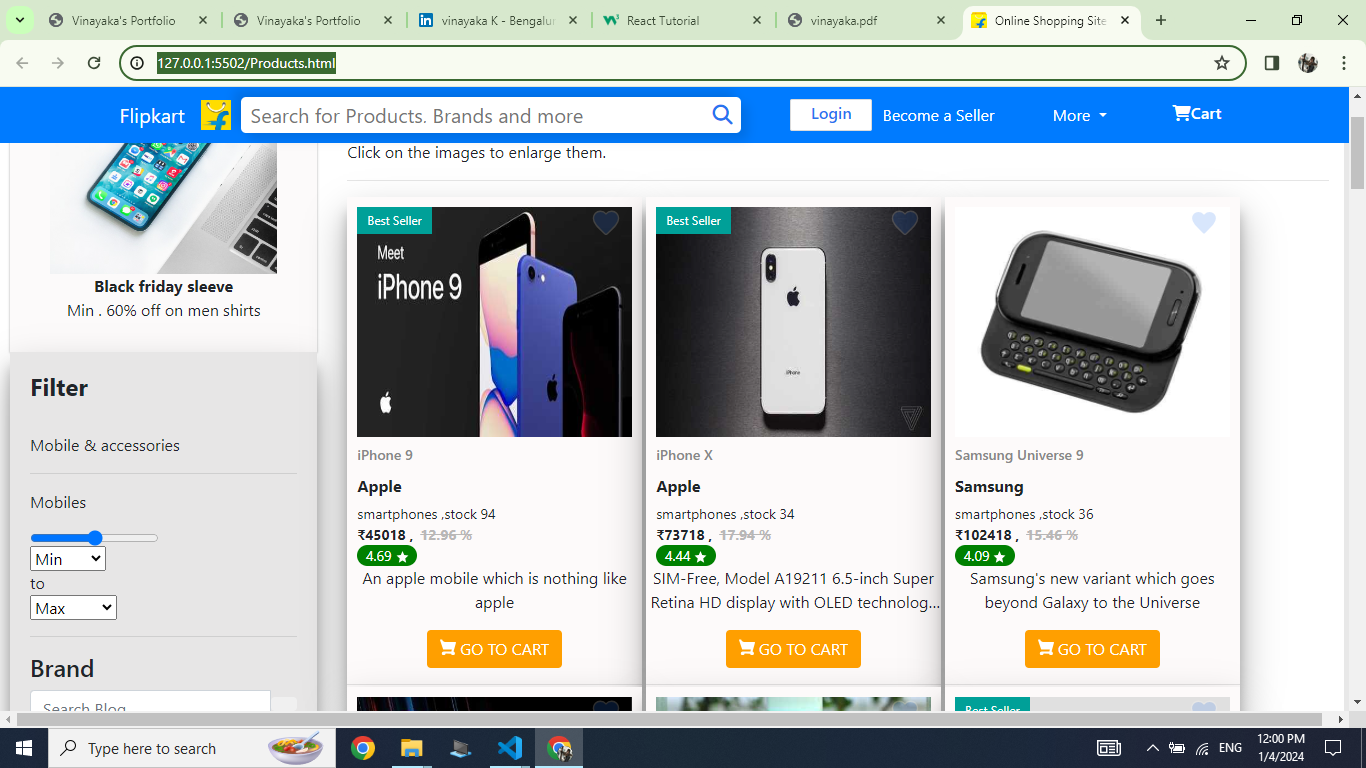 Vinayaka's Portfolio
Vinayaka's Portfolio
in vinayaka K - Bengalur
React Tutorial
vinayaka.pdf
Online Shopping Site
127.0.0.1:5502/Products.html
Flipkart
Search for Products. Brands and more
Login
Become a Seller
More
Cart
Click on the images to enlarge them.
Black friday sleeve
Min . 60% off on men shirts
Filter
Mobile & accessories
Mobiles
Min
to
Max
Brand
Search Blog
Best Seller
Meet
iPhone 9
iPhone 9
Apple
smartphones ,stock 94
₹45018 , 12.96 %
4.69
An apple mobile which is nothing like
apple
GO TO CART
Best Seller
iPhone
iPhone X
Apple
smartphones ,stock 34
₹73718 , 17.94 %
4.44
SIM-Free, Model A19211 6.5-inch Super
Retina HD display with OLED technolog...
GO TO CART
Samsung Universe 9
Samsung
smartphones ,stock 36
₹102418 , 15.46 %
4.09
Samsung's new variant which goes
beyond Galaxy to the Universe
GO TO CART
Best Seller
Type here to search
ENG
12:00 PM
1/4/2024